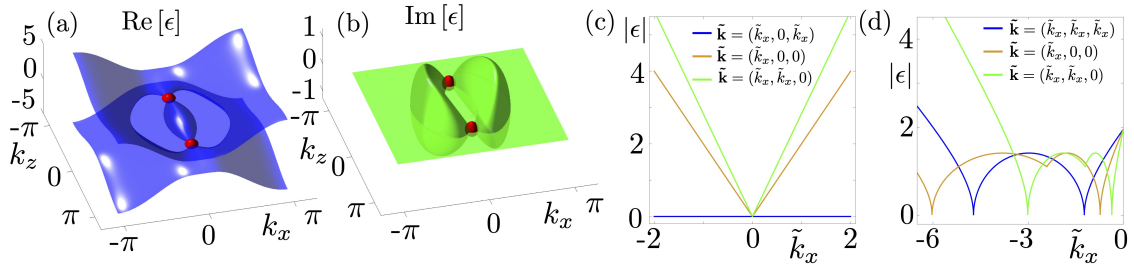 (a) Re [ϵ]
5
0
-5
-π
k_z
0
π
-π
0
k_x
π
(b) Im [ϵ]
1
0
-1
-π
k_z
0
π
-π
0
k_x
π
(c)
|ϵ|
4
2
0
-2
0
k̃_x
2
k̃ = (k̃_x, 0, k̃_x)
k̃ = (k̃_x, 0, 0)
k̃ = (k̃_x, k̃_x, 0)
(d)
|ϵ|
4
2
0
-6
-3
k̃_x
0
k̃ = (k̃_x, k̃_x, k̃_x)
k̃ = (k̃_x, 0, 0)
k̃ = (k̃_x, k̃_x, 0)